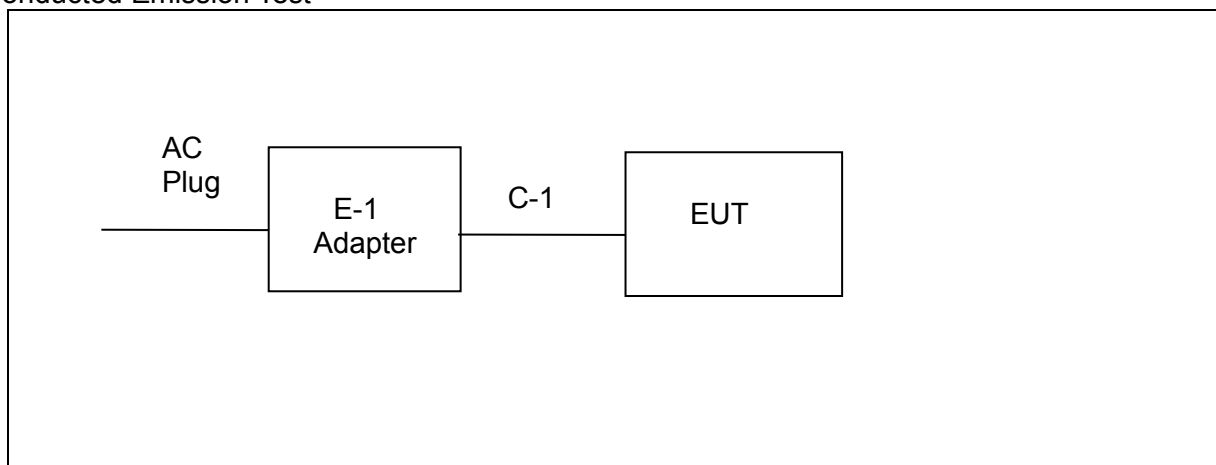 onducted Emission Test
AC
Plug
E-1
Adapter
C-1
EUT